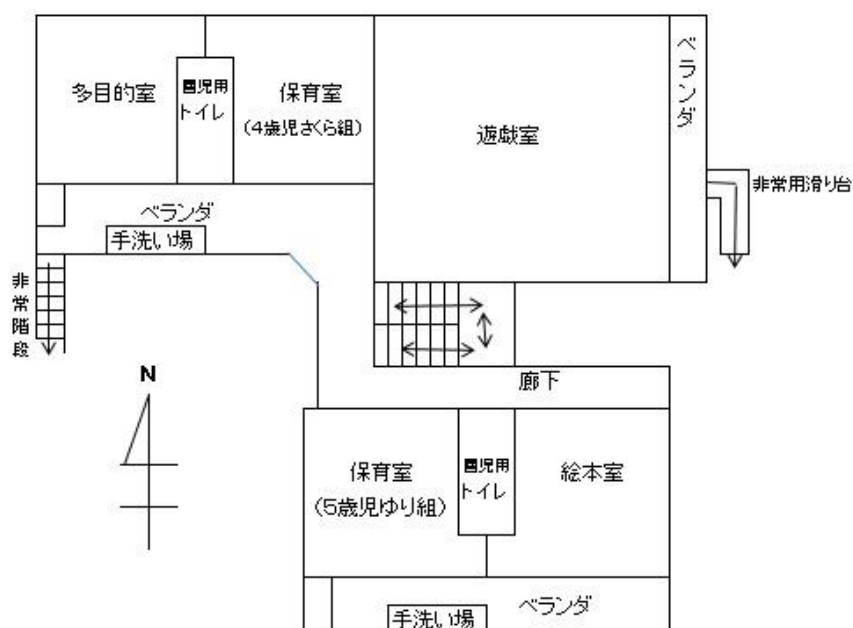 多目的室
園児用
トイレ
保育室
(4歳児さくら組)
遊戯室
ベランダ
非常用滑り台
ベランダ
手洗い場
非常階段
N
廊下
保育室
(5歳児ゆり組)
園児用
トイレ
絵本室
手洗い場
ベランダ